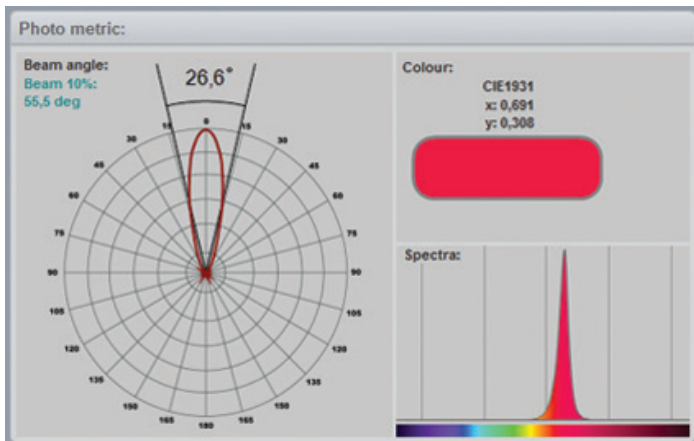 Photo metric:
Beam angle:
Beam 10%:
55,5 deg
26,6°
0
15
15
30
30
45
45
60
60
75
75
90
90
105
105
120
120
135
135
150
150
165
165
180
Colour:
CIE1931
x: 0,691
y: 0,308
Spectra: